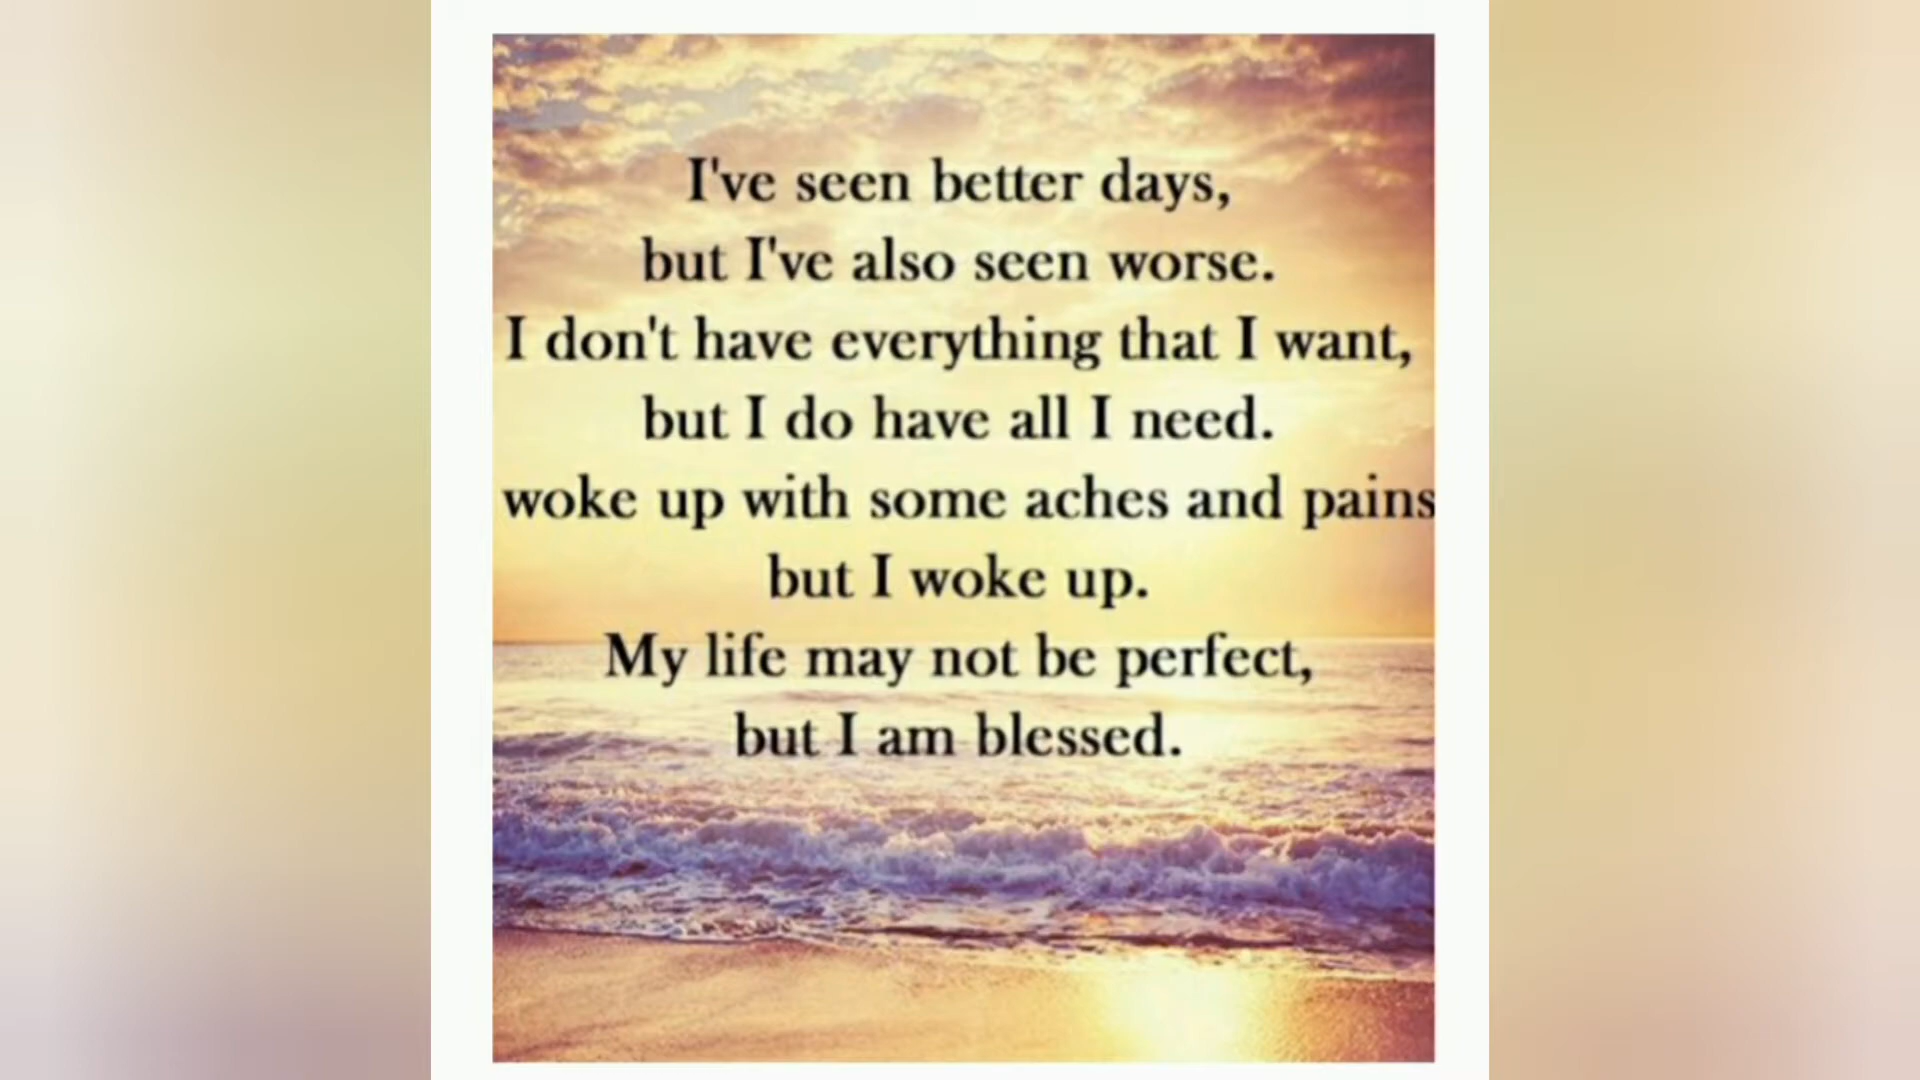 I've seen better days,
but I've also seen worse.
I don't have everything that I want,
but I do have all I need.
woke up with some aches and pains
but I woke up.
My life may not be perfect,
but I am blessed.